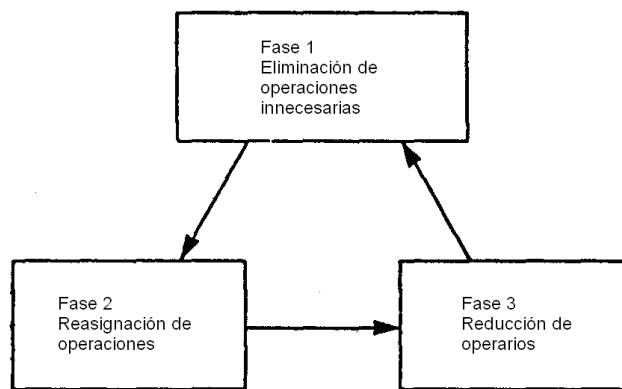 Fase 1
Eliminación de
operaciones
innecesarias
Fase 2
Reasignación de
operaciones
Fase 3
Reducción de
operarios